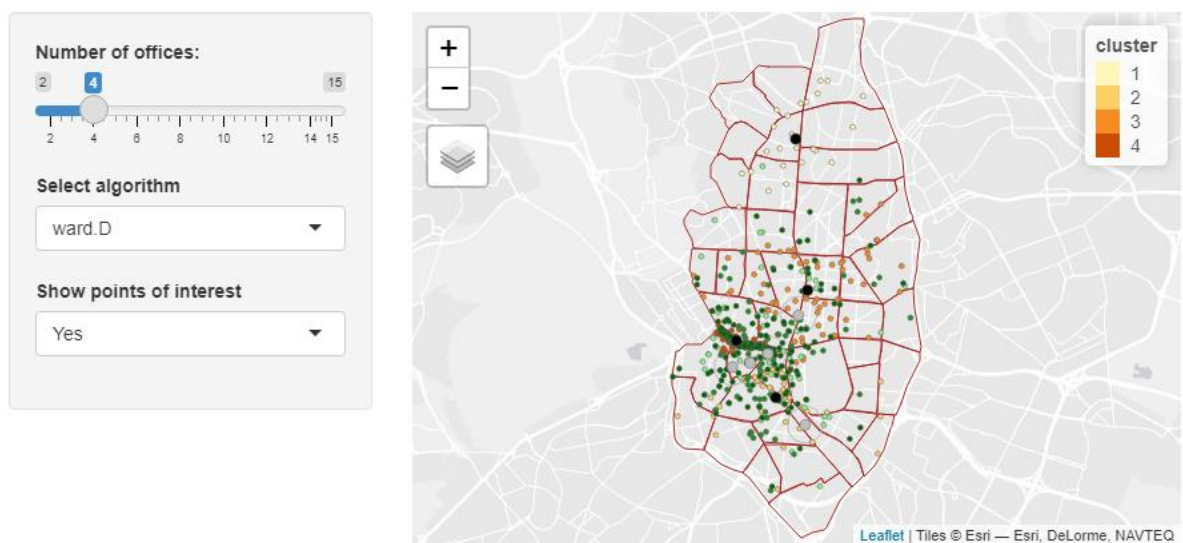 Number of offices:
2 4 15
2 4 6 8 10 12 14 15
Select algorithm
ward.D
Show points of interest
Yes
+
−
cluster
1
2
3
4
Leaflet | Tiles © Esri — Esri, DeLorme, NAVTEQ